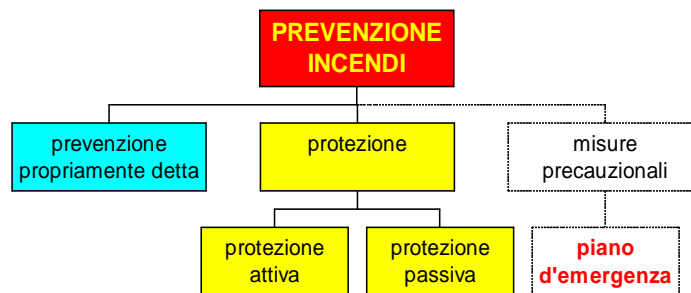 PREVENZIONE
INCENDI
prevenzione
propriamente detta
protezione
misure
precauzionali
protezione
attiva
protezione
passiva
piano
d'emergenza